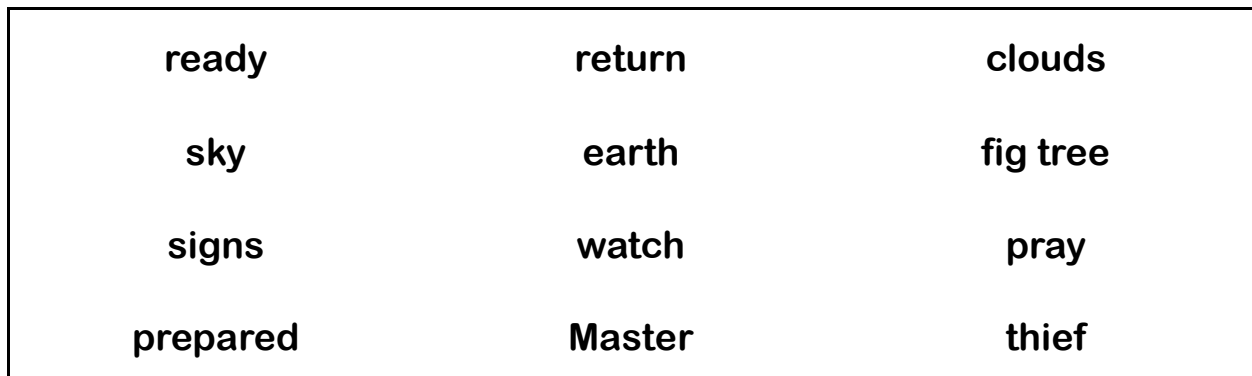 ready return clouds
sky earth fig tree
signs watch pray
prepared Master thief